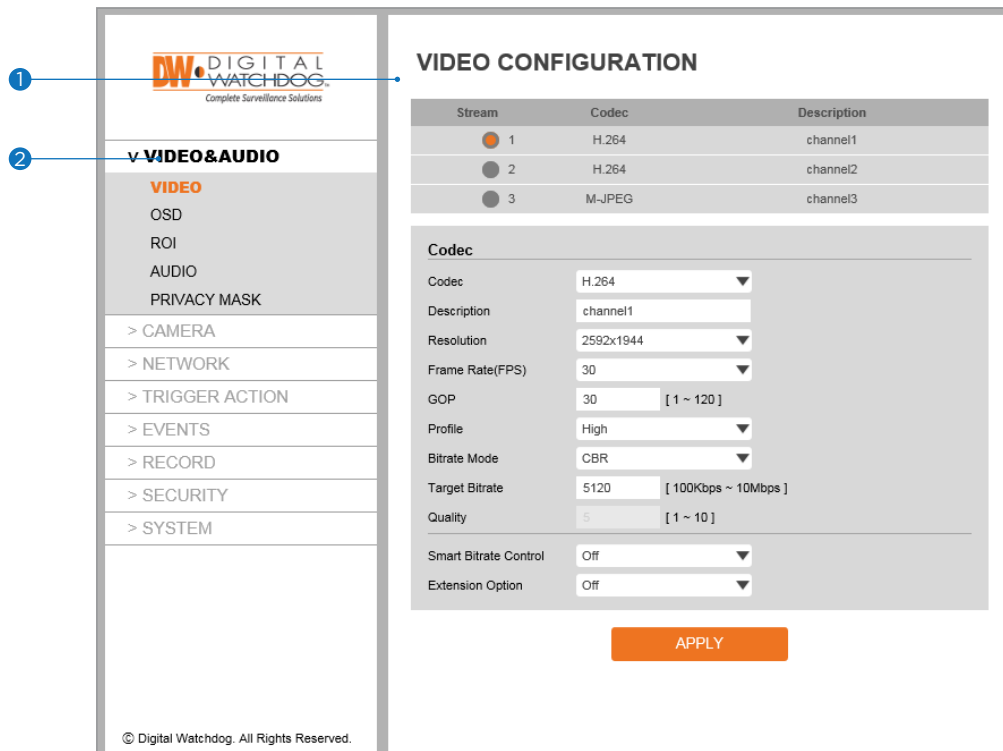 1
2
DW DIGITAL
WATCHDOG™
Complete Surveillance Solutions
v VIDEO&AUDIO
VIDEO
OSD
ROI
AUDIO
PRIVACY MASK
> CAMERA
> NETWORK
> TRIGGER ACTION
> EVENTS
> RECORD
> SECURITY
> SYSTEM
© Digital Watchdog. All Rights Reserved.
VIDEO CONFIGURATION
Stream Codec Description
1 H.264 channel1
2 H.264 channel2
3 M-JPEG channel3
Codec
Codec H.264
Description channel1
Resolution 2592x1944
Frame Rate(FPS) 30
GOP 30 [ 1 ~ 120 ]
Profile High
Bitrate Mode CBR
Target Bitrate 5120 [ 100Kbps ~ 10Mbps ]
Quality 5 [ 1 ~ 10 ]
Smart Bitrate Control Off
Extension Option Off
APPLY